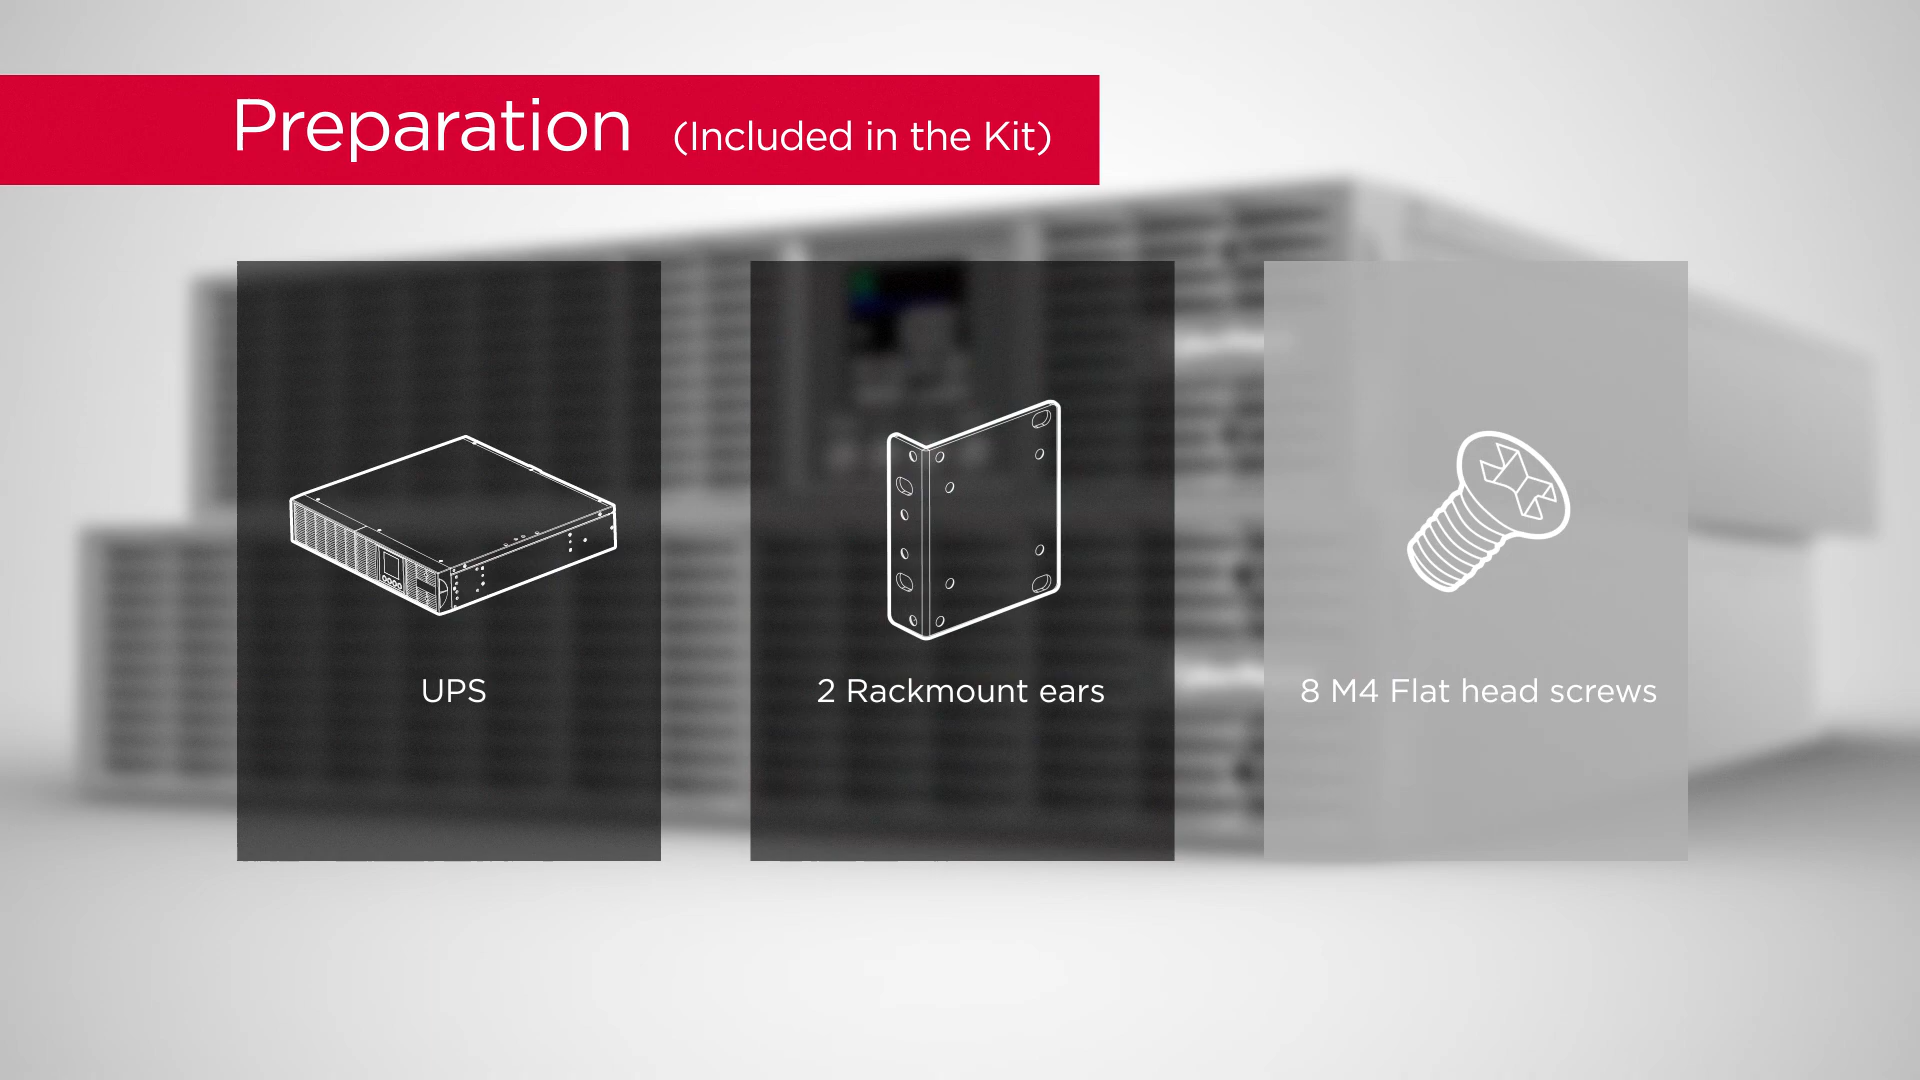 Preparation (Included in the Kit)
UPS
2 Rackmount ears
8 M4 Flat head screws